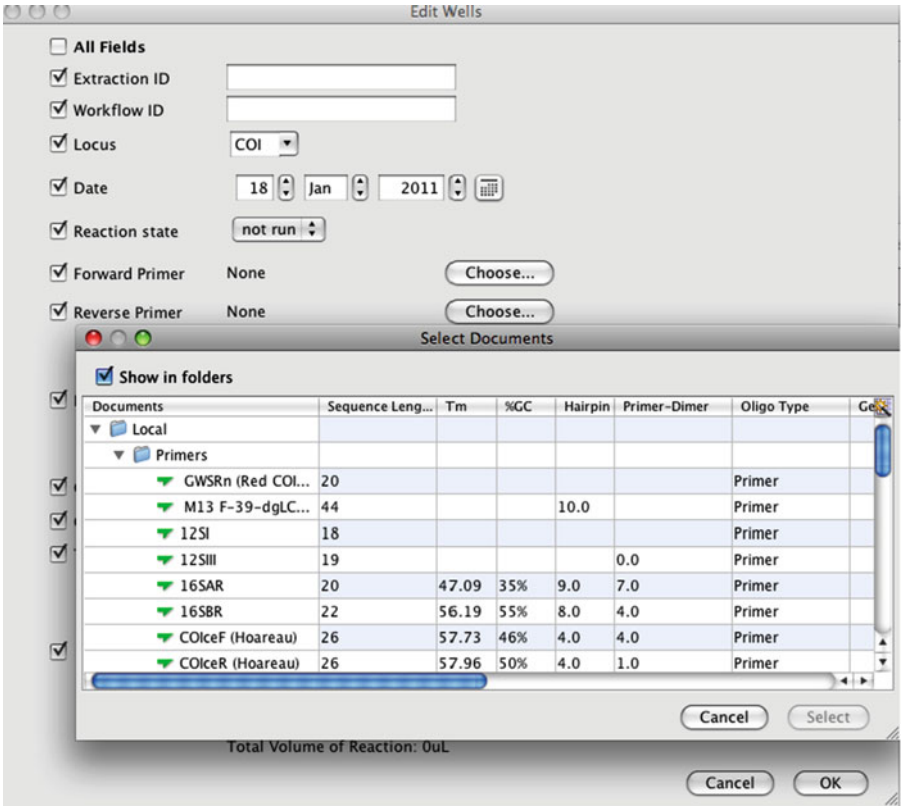 Edit Wells
All Fields
Extraction ID
Workflow ID
Locus COI
Date 18 Jan 2011
Reaction state not run
Forward Primer None Choose...
Reverse Primer None Choose...
Select Documents
Show in folders
Documents Sequence Leng... Tm %GC Hairpin Primer-Dimer Oligo Type
Local
Primers
GWSRn (Red COI... 20 Primer
M13 F-39-dgLC... 44 10.0 Primer
12SI 18 Primer
12SIII 19 0.0 Primer
16SAR 20 47.09 35% 9.0 7.0 Primer
16SBR 22 56.19 55% 8.0 4.0 Primer
COIceF (Hoareau) 26 57.73 46% 4.0 4.0 Primer
COIceR (Hoareau) 26 57.96 50% 4.0 1.0 Primer
Cancel Select
Total Volume of Reaction: 0uL
Cancel OK